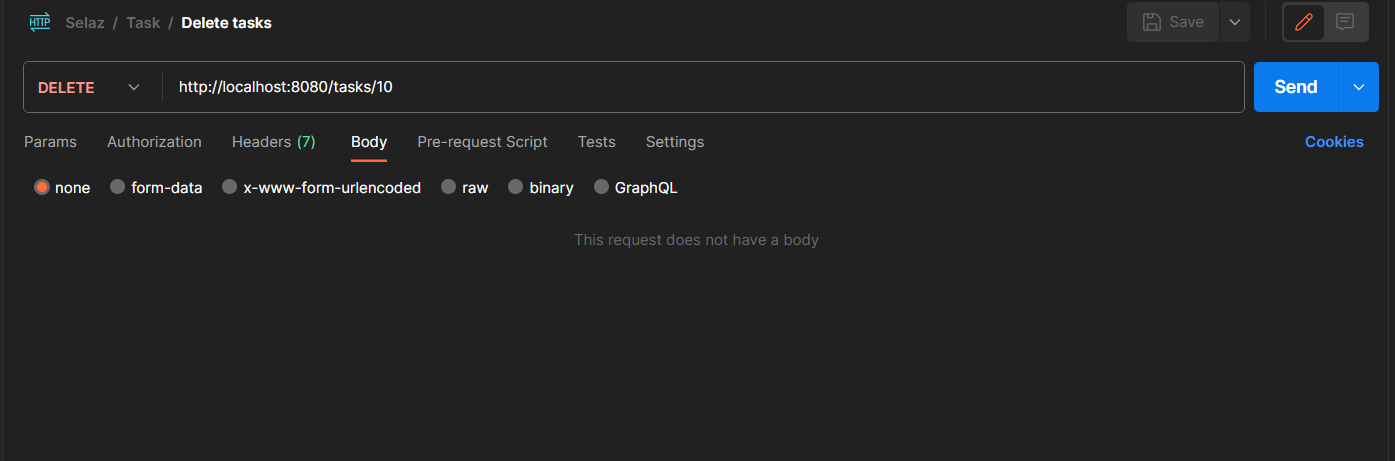 HTTP Selaz / Task / Delete tasks Save
DELETE http://localhost:8080/tasks/10 Send
Params Authorization Headers (7) Body Pre-request Script Tests Settings Cookies
none form-data x-www-form-urlencoded raw binary GraphQL
This request does not have a body